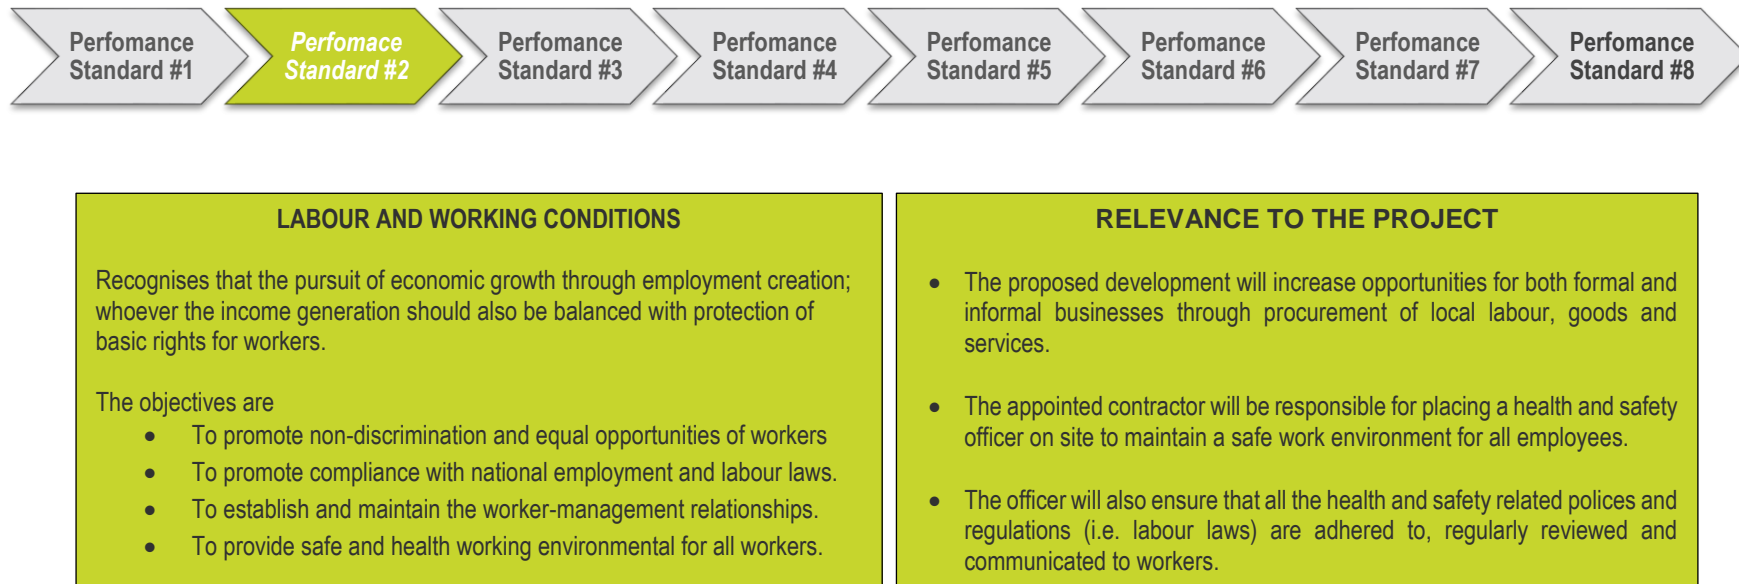 Perfomance
Standard #1
Perfomace
Standard #2
Perfomance
Standard #3
Perfomance
Standard #4
Perfomance
Standard #5
Perfomance
Standard #6
Perfomance
Standard #7
Perfomance
Standard #8
LABOUR AND WORKING CONDITIONS
Recognises that the pursuit of economic growth through employment creation;
whoever the income generation should also be balanced with protection of
basic rights for workers.
The objectives are
• To promote non-discrimination and equal opportunities of workers
• To promote compliance with national employment and labour laws.
• To establish and maintain the worker-management relationships.
• To provide safe and health working environmental for all workers.
RELEVANCE TO THE PROJECT
• The proposed development will increase opportunities for both formal and
informal businesses through procurement of local labour, goods and
services.
• The appointed contractor will be responsible for placing a health and safety
officer on site to maintain a safe work environment for all employees.
• The officer will also ensure that all the health and safety related polices and
regulations (i.e. labour laws) are adhered to, regularly reviewed and
communicated to workers.